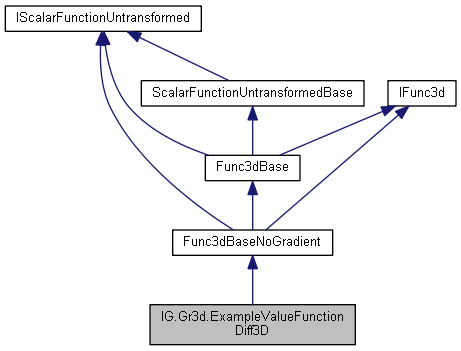 IScalarFunctionUntransformed
ScalarFunctionUntransformedBase
IFunc3d
Func3dBase
Func3dBaseNoGradient
IG.Gr3d.ExampleValueFunction
Diff3D